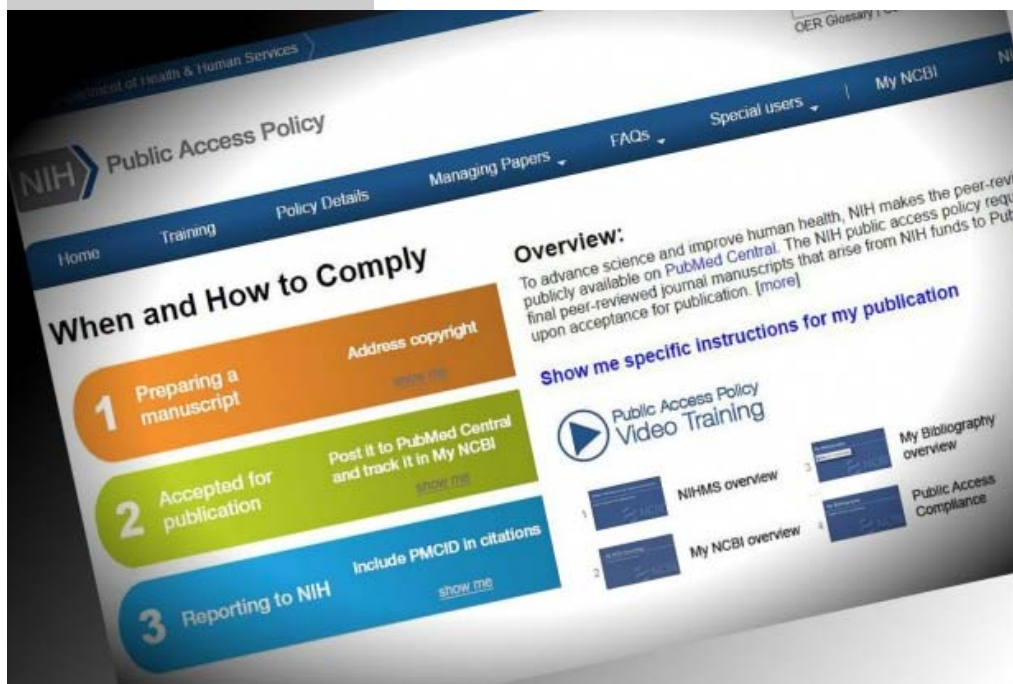 OER Glossary |
Department of Health & Human Services
NIH Public Access Policy
Home Training Policy Details Managing Papers FAQs Special users | My NCBI
When and How to Comply
1 Preparing a
manuscript
Address copyright
show me
2 Accepted for
publication
Post it to PubMed Central
and track it in My NCBI
show me
3 Reporting to NIH
Include PMCID in citations
show me
Overview:
To advance science and improve human health, NIH makes the peer-
publicly available on PubMed Central. The NIH public access policy
final peer-reviewed journal manuscripts that arise from NIH funds to
upon acceptance for publication. [more]
Show me specific instructions for my publication
Public Access Policy
Video Training
1 NIHMS overview
2 My NCBI overview
3 My Bibliography
overview
4 Public Access
Compliance